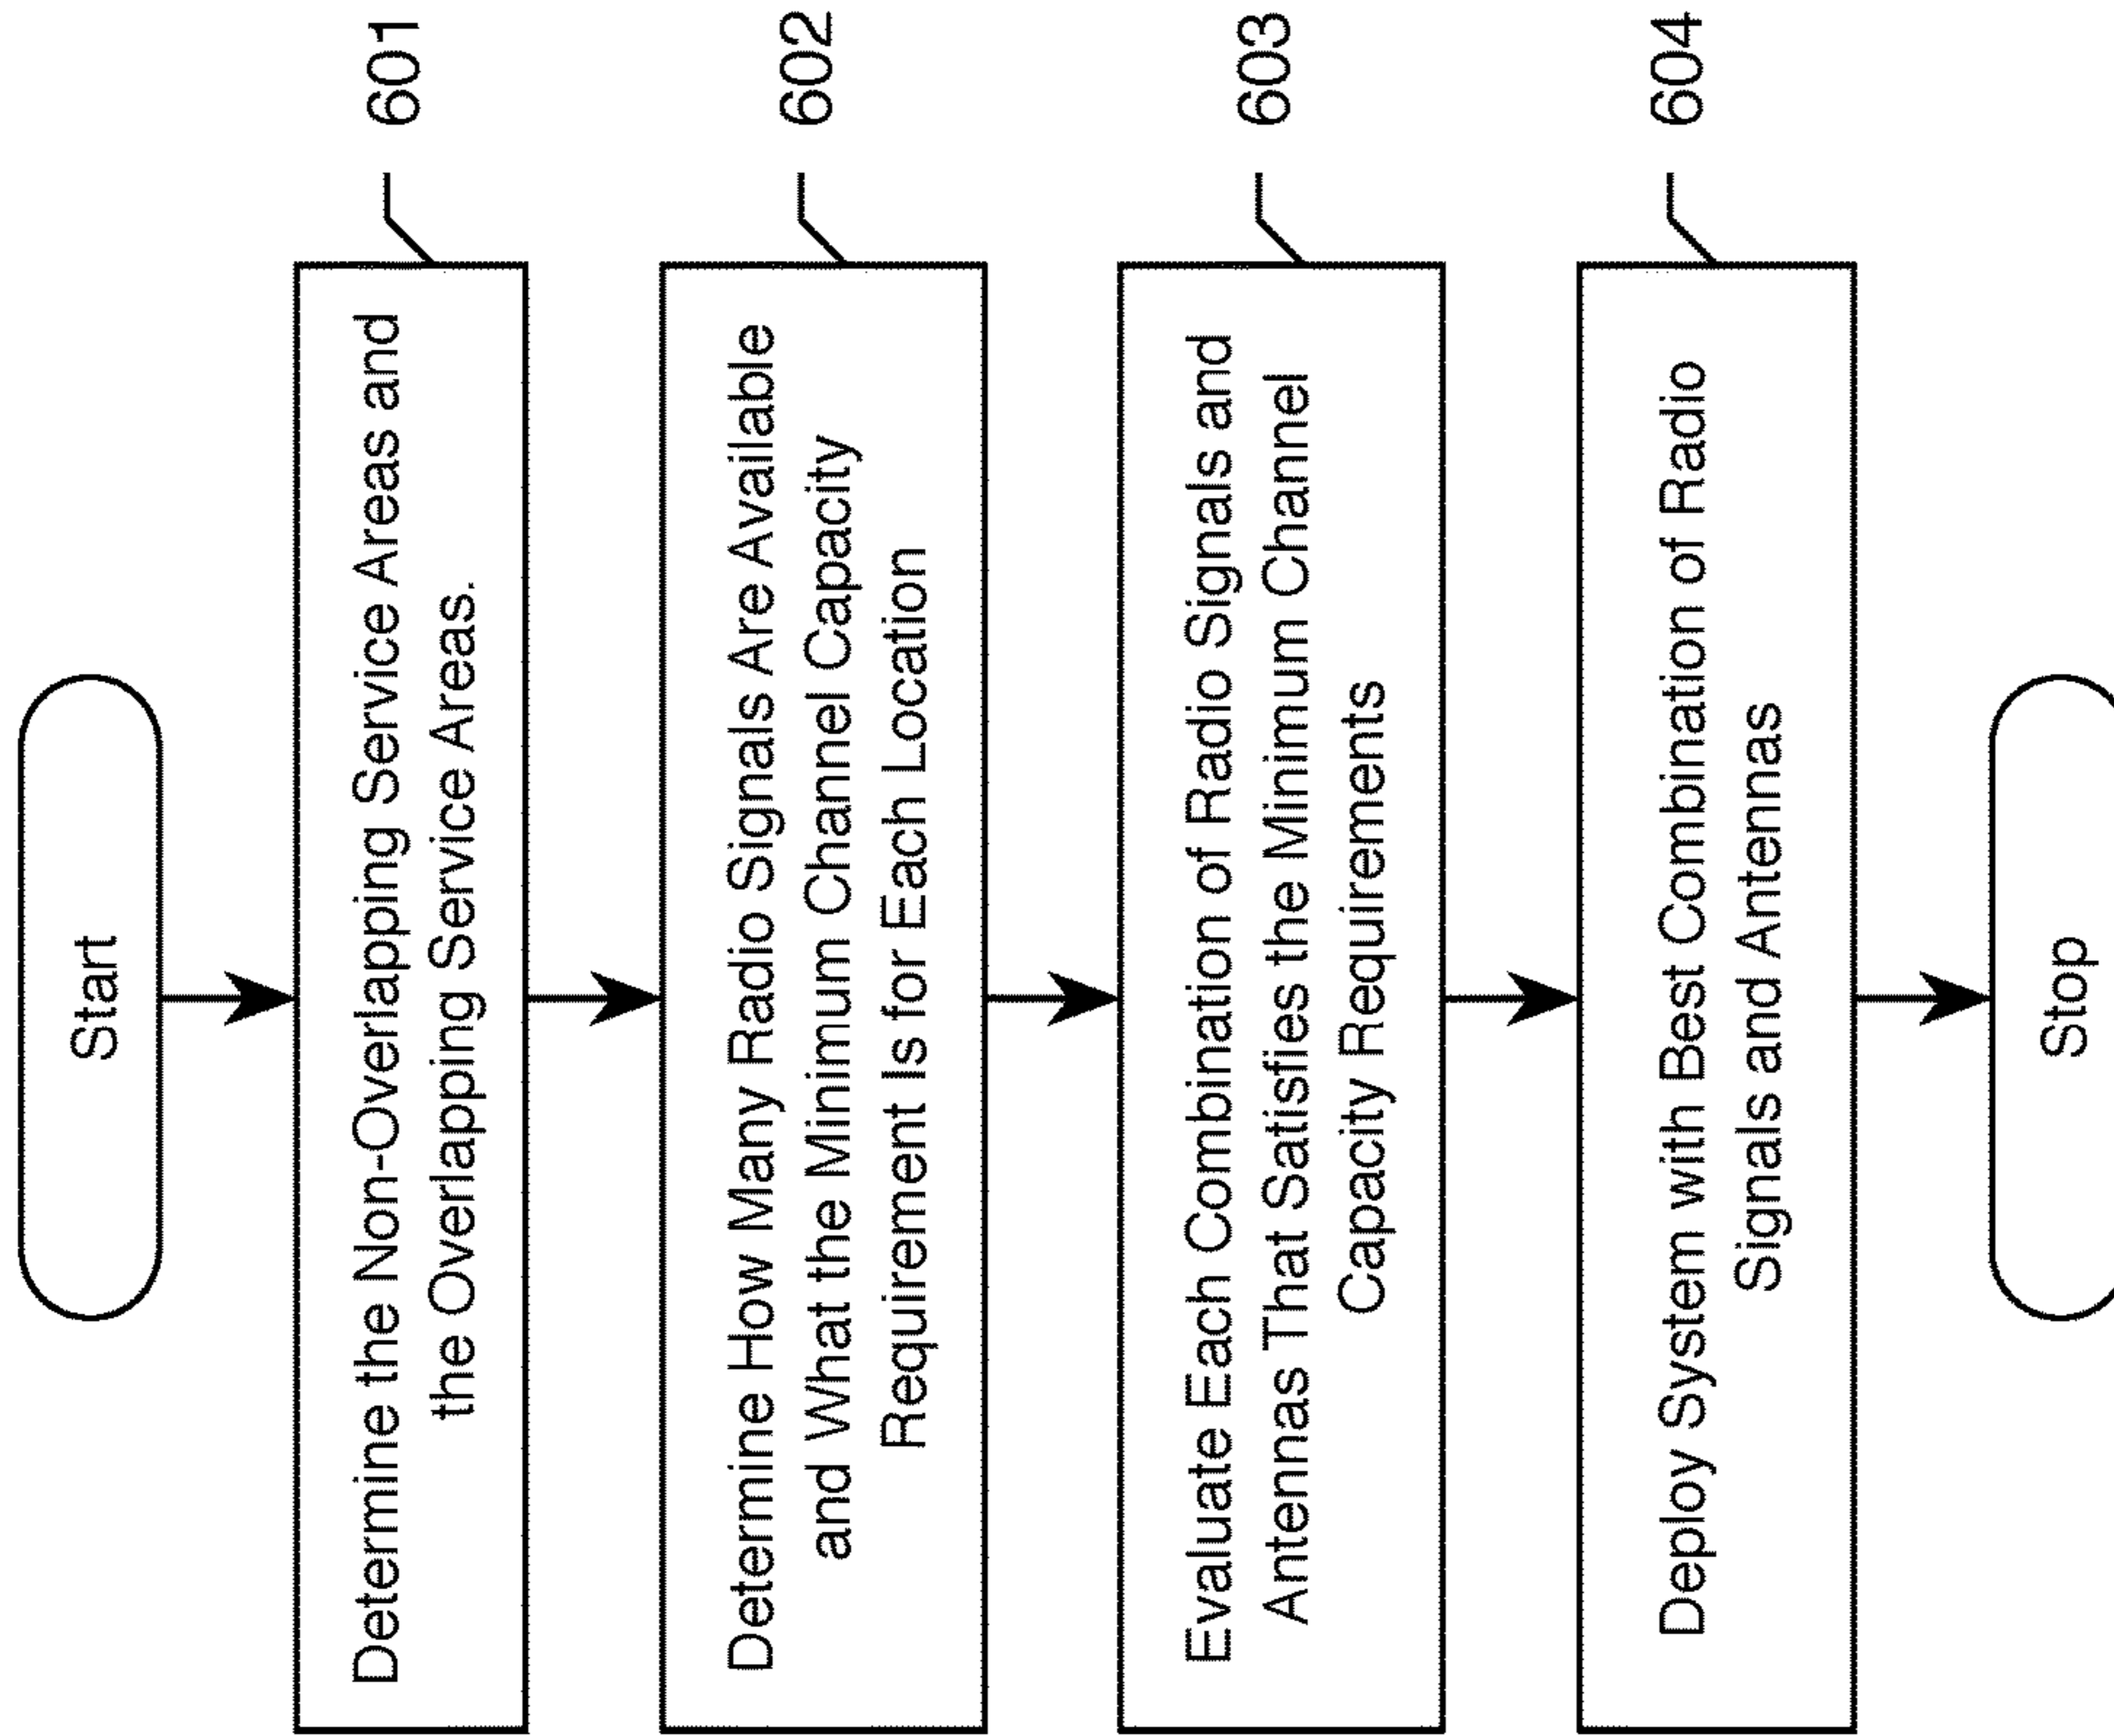 Start
Determine the Non-Overlapping Service Areas and
the Overlapping Service Areas.
601
Determine How Many Radio Signals Are Available
and What the Minimum Channel Capacity
Requirement Is for Each Location
602
Evaluate Each Combination of Radio Signals and
Antennas That Satisfies the Minimum Channel
Capacity Requirements
603
Deploy System with Best Combination of Radio
Signals and Antennas
604
Stop